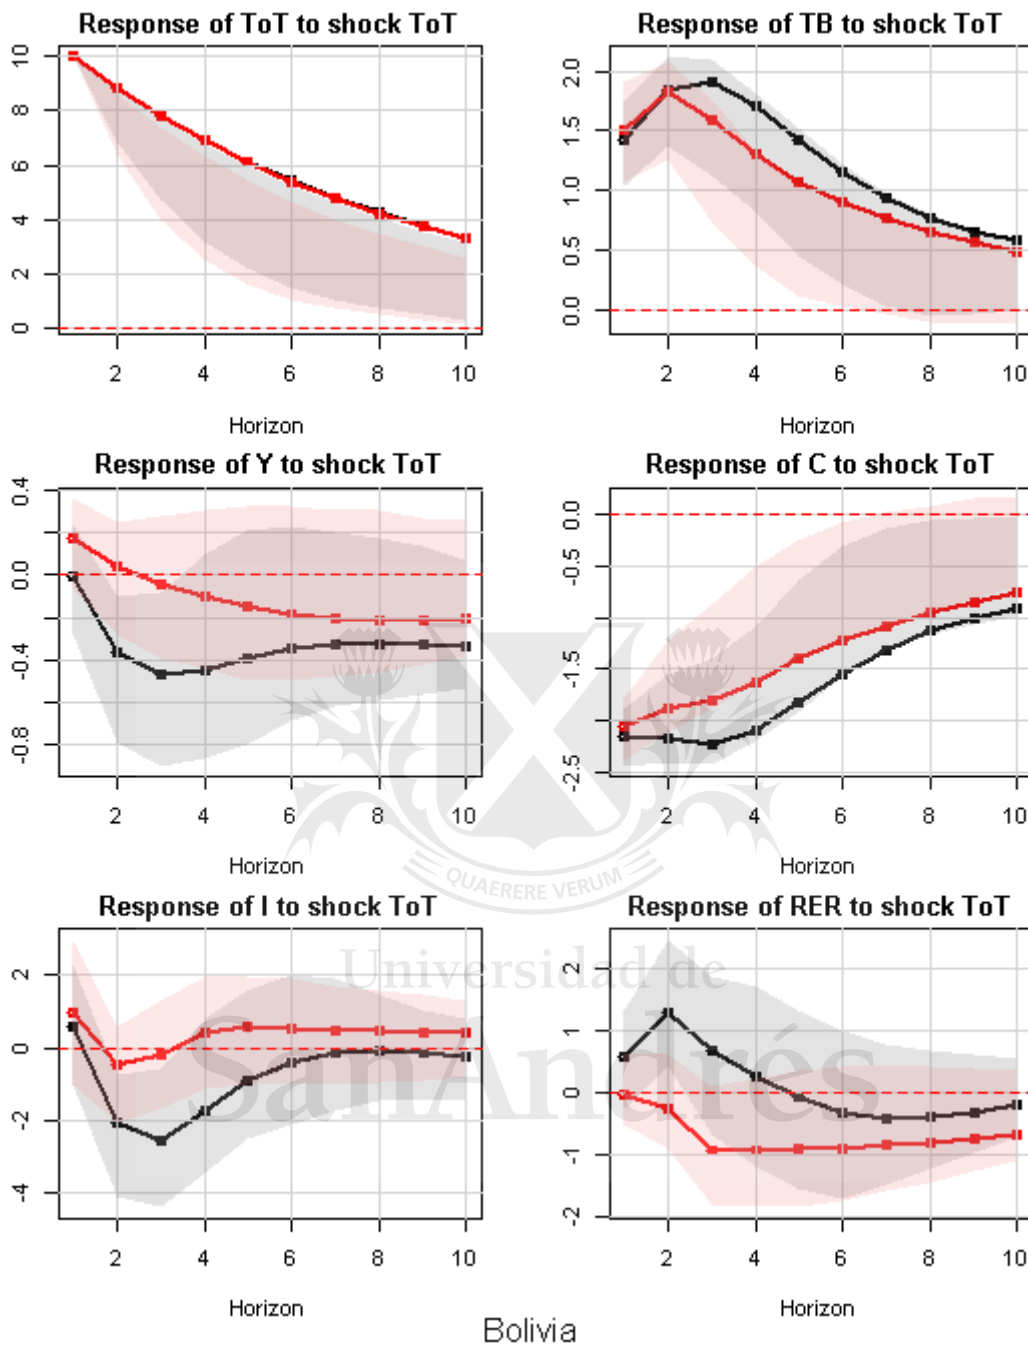 Response of ToT to shock ToT
10
8
6
4
2
0
2 4 6 8 10
Horizon
Response of TB to shock ToT
2.0
1.5
1.0
0.5
0.0
2 4 6 8 10
Horizon
Response of Y to shock ToT
0.4
0.0
-0.4
-0.8
2 4 6 8 10
Horizon
Response of C to shock ToT
0.0
-0.5
-1.5
-2.5
2 4 6 8 10
Horizon
QUAERERE VERUM
Response of I to shock ToT
2
0
-2
-4
2 4 6 8 10
Horizon
Response of RER to shock ToT
2
1
0
-1
-2
2 4 6 8 10
Horizon
Universidad de
SanAndrés
Bolivia